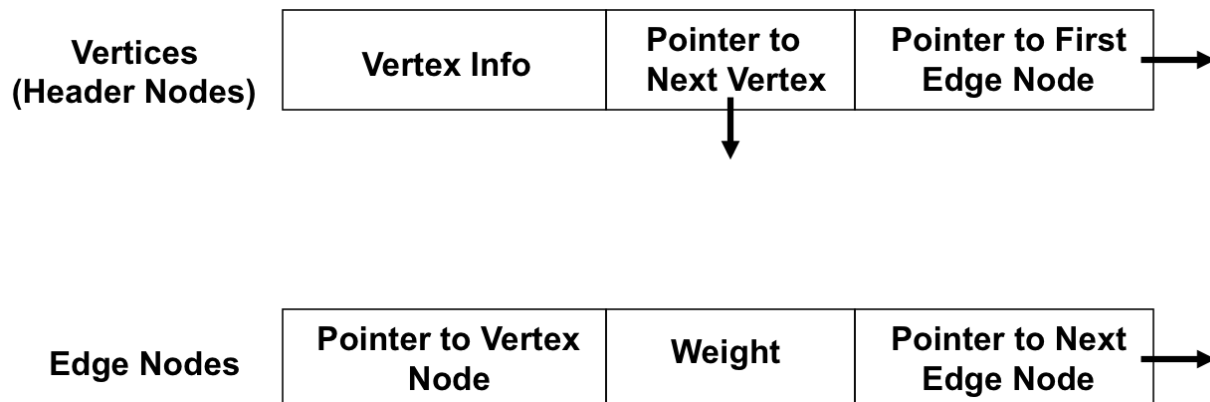 Vertices
(Header Nodes)
Vertex Info
Pointer to
Next Vertex
Pointer to First
Edge Node
Edge Nodes
Pointer to Vertex
Node
Weight
Pointer to Next
Edge Node